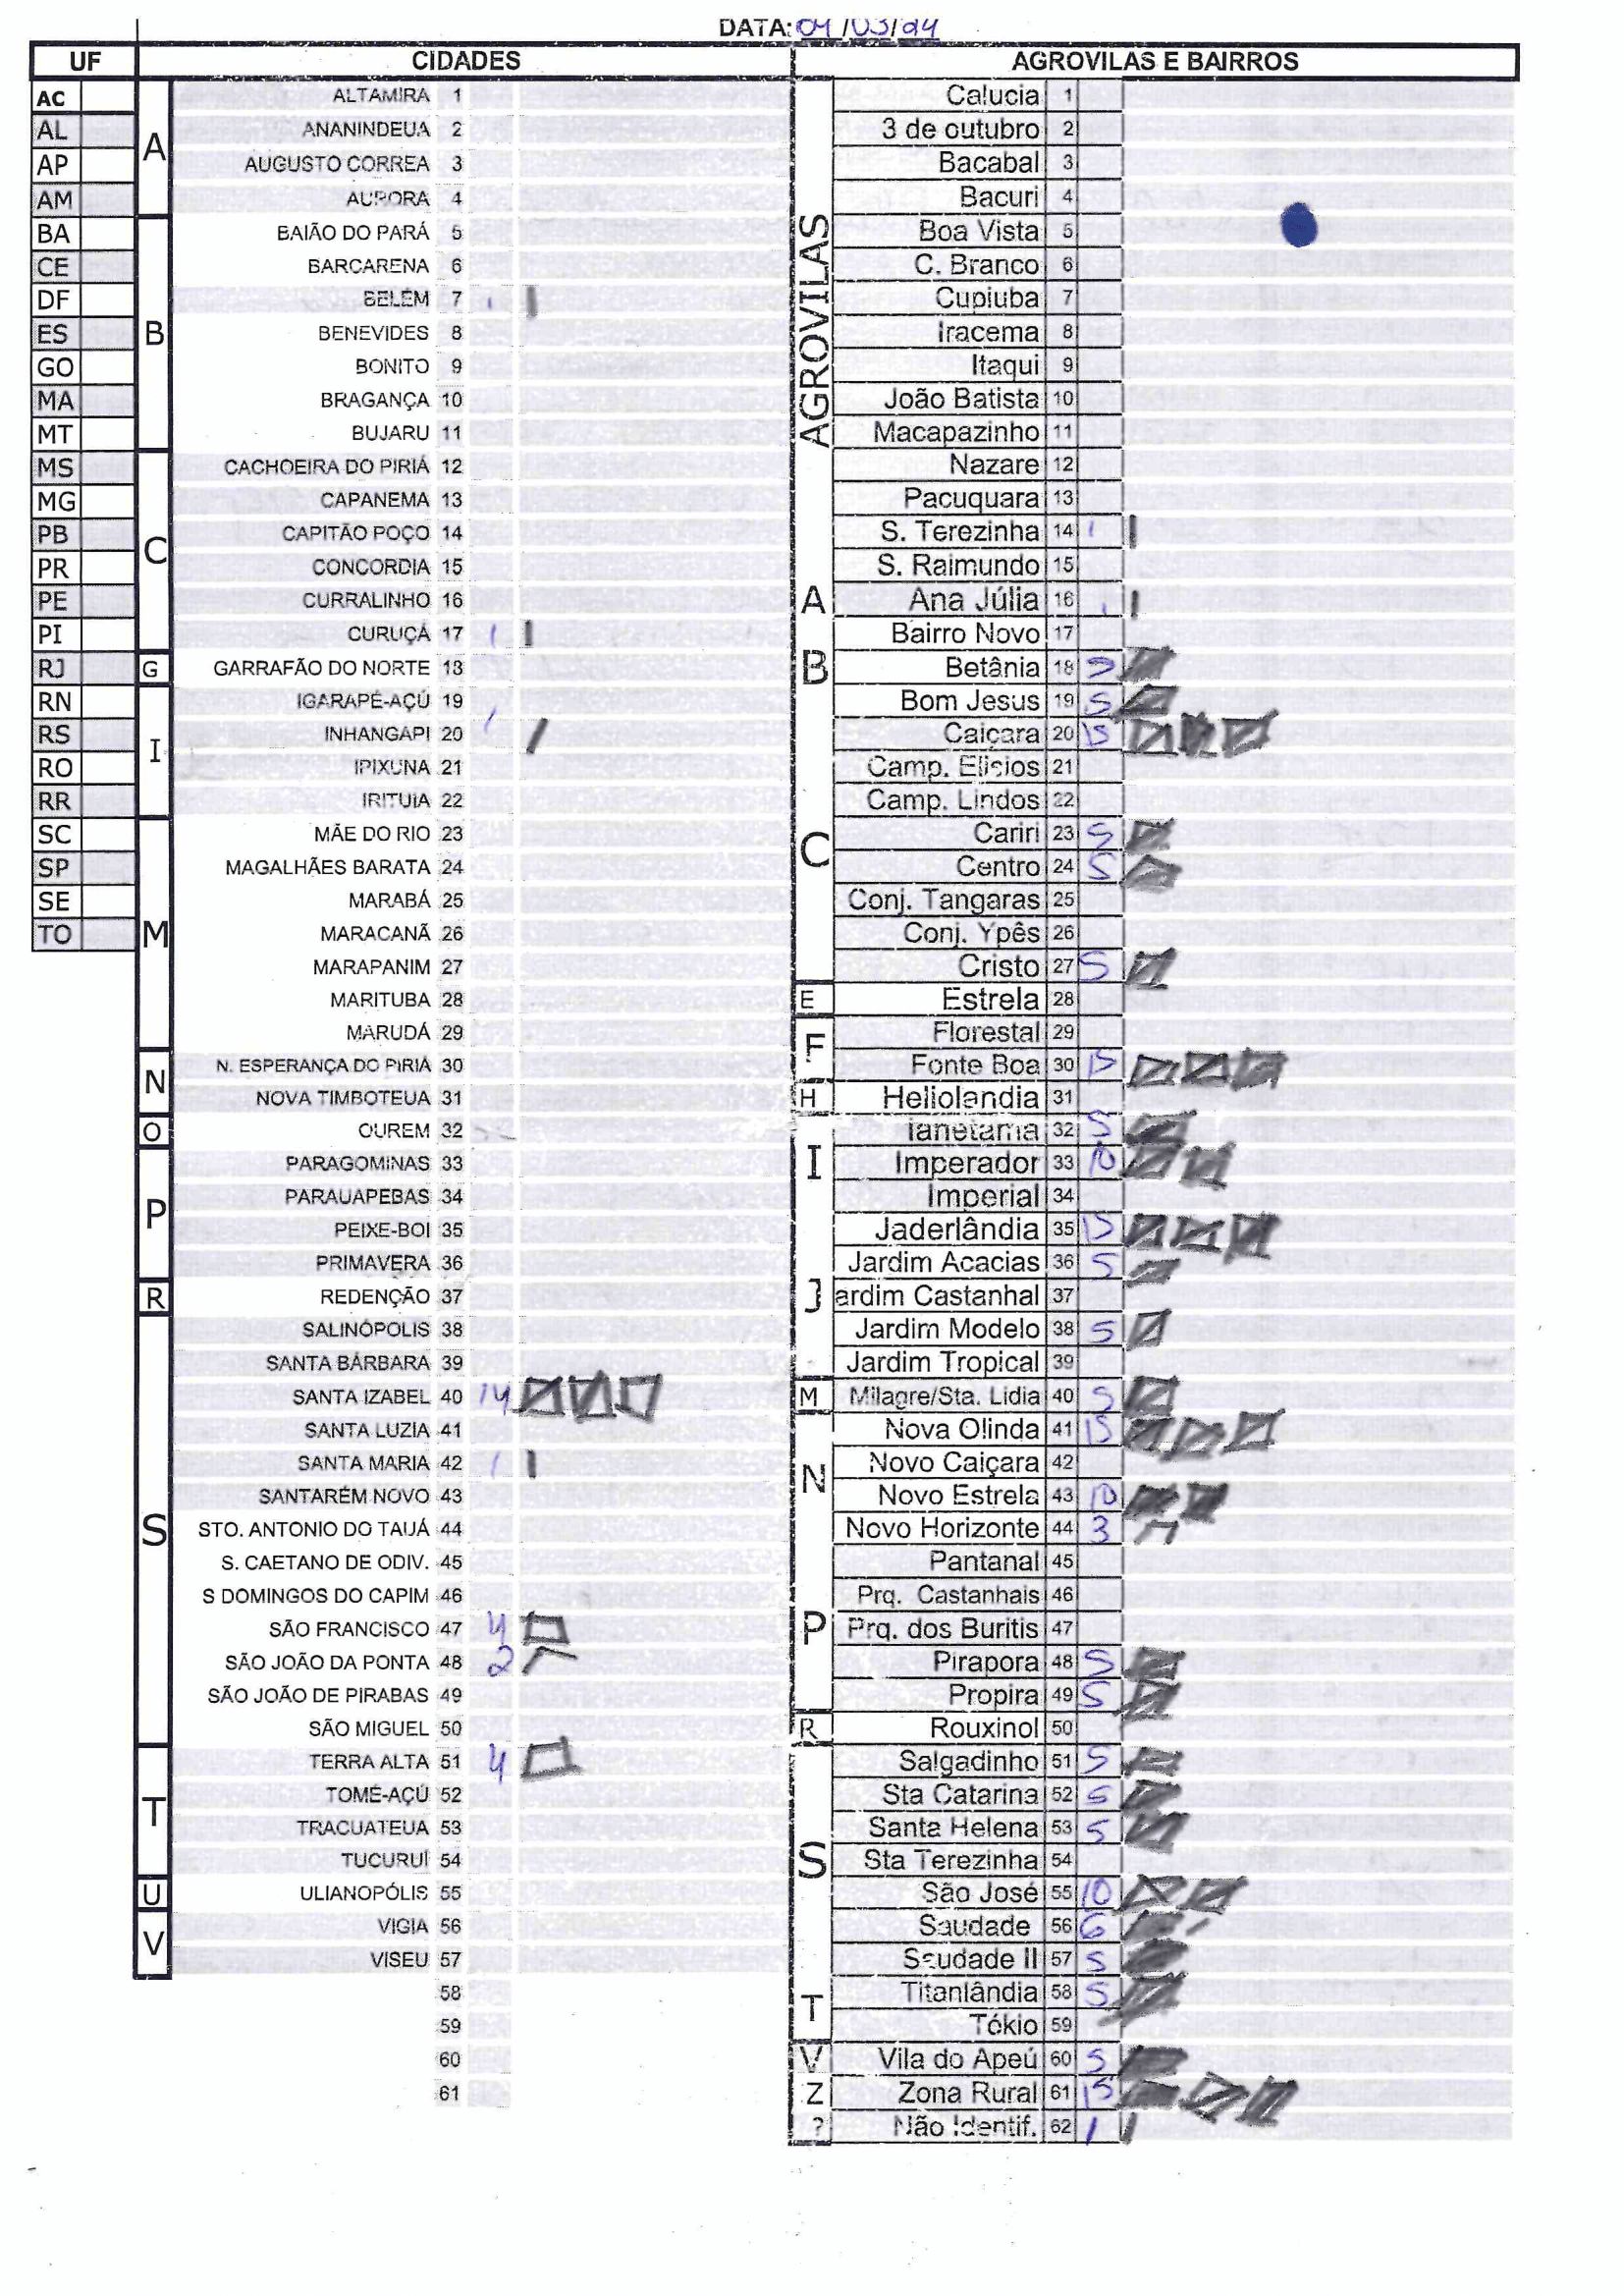 DATA: 04/03/24
UF CIDADES AGROVILAS E BAIRROS
AC
AL
AP
AM
BA
CE
DF
ES
GO
MA
MT
MS
MG
PB
PR
PE
PI
RJ
RN
RS
RO
RR
SC
SP
SE
TO
A
ALTAMIRA 1
ANANINDEUA 2
AUGUSTO CORREA 3
AURORA 4
B
BAIÃO DO PARÁ 5
BARCARENA 6
BELÉM 7 1
BENEVIDES 8
BONITO 9
BRAGANÇA 10
BUJARU 11
C
CACHOEIRA DO PIRIÁ 12
CAPANEMA 13
CAPITÃO POÇO 14
CONCORDIA 15
CURRALINHO 16
CURUÇÁ 17 1
G
GARRAFÃO DO NORTE 18
I
IGARAPÉ-AÇÚ 19
INHANGAPI 20 1
IPIXUNA 21
IRITUIA 22
M
MÃE DO RIO 23
MAGALHÃES BARATA 24
MARABÁ 25
MARACANÃ 26
MARAPANIM 27
MARITUBA 28
MARUDÁ 29
N
N. ESPERANÇA DO PIRIÁ 30
NOVA TIMBOTEUA 31
O
OUREM 32
P
PARAGOMINAS 33
PARAUAPEBAS 34
PEIXE-BOI 35
PRIMAVERA 36
R
REDENÇÃO 37
S
SALINÓPOLIS 38
SANTA BÁRBARA 39
SANTA IZABEL 40 14
SANTA LUZIA 41
SANTA MARIA 42 1
SANTARÉM NOVO 43
STO. ANTONIO DO TAUÁ 44
S. CAETANO DE ODIV. 45
S DOMINGOS DO CAPIM 46
SÃO FRANCISCO 47 4
SÃO JOÃO DA PONTA 48 2
SÃO JOÃO DE PIRABAS 49
SÃO MIGUEL 50
T
TERRA ALTA 51 4
TOMÉ-AÇÚ 52
TRACUATEUA 53
TUCURUÍ 54
U
ULIANOPÓLIS 55
V
VIGIA 56
VISEU 57
58
59
60
61
AGROVILAS
Calucia 1
3 de outubro 2
Bacabal 3
Bacuri 4
Boa Vista 5
C. Branco 6
Cupiuba 7
Iracema 8
Itaqui 9
João Batista 10
Macapazinho 11
Nazare 12
Pacuquara 13
S. Terezinha 14 1
S. Raimundo 15
A
Ana Júlia 16 1
B
Bairro Novo 17
Betânia 18 5
Bom Jesus 19 5
C
Caiçara 20 15
Camp. Elisios 21
Camp. Lindos 22
Cariri 23 5
Centro 24 5
Conj. Tangaras 25
Conj. Ypês 26
Cristo 27 5
E
Estrela 28
F
Florestal 29
Fonte Boa 30 15
H
Heliolandia 31
I
Ianetama 32 5
Imperador 33 10
Imperial 34
J
Jaderlândia 35 15
Jardim Acacias 36 5
ardim Castanhal 37
Jardim Modelo 38 5
Jardim Tropical 39
M
Milagre/Sta. Lidia 40 5
N
Nova Olinda 41 15
Novo Caiçara 42
Novo Estrela 43 10
Novo Horizonte 44 3
P
Pantanal 45
Prq. Castanhais 46
Prq. dos Buritis 47
Pirapora 48 5
Propira 49 5
R
Rouxinol 50
S
Salgadinho 51 5
Sta Catarina 52 5
Santa Helena 53 5
Sta Terezinha 54
São José 55 10
Saudade 56 6
Saudade II 57 5
T
Titanlândia 58 5
Tókio 59
V
Vila do Apeú 60 5
Z
Zona Rural 61 15
?
Não Identif. 62 1